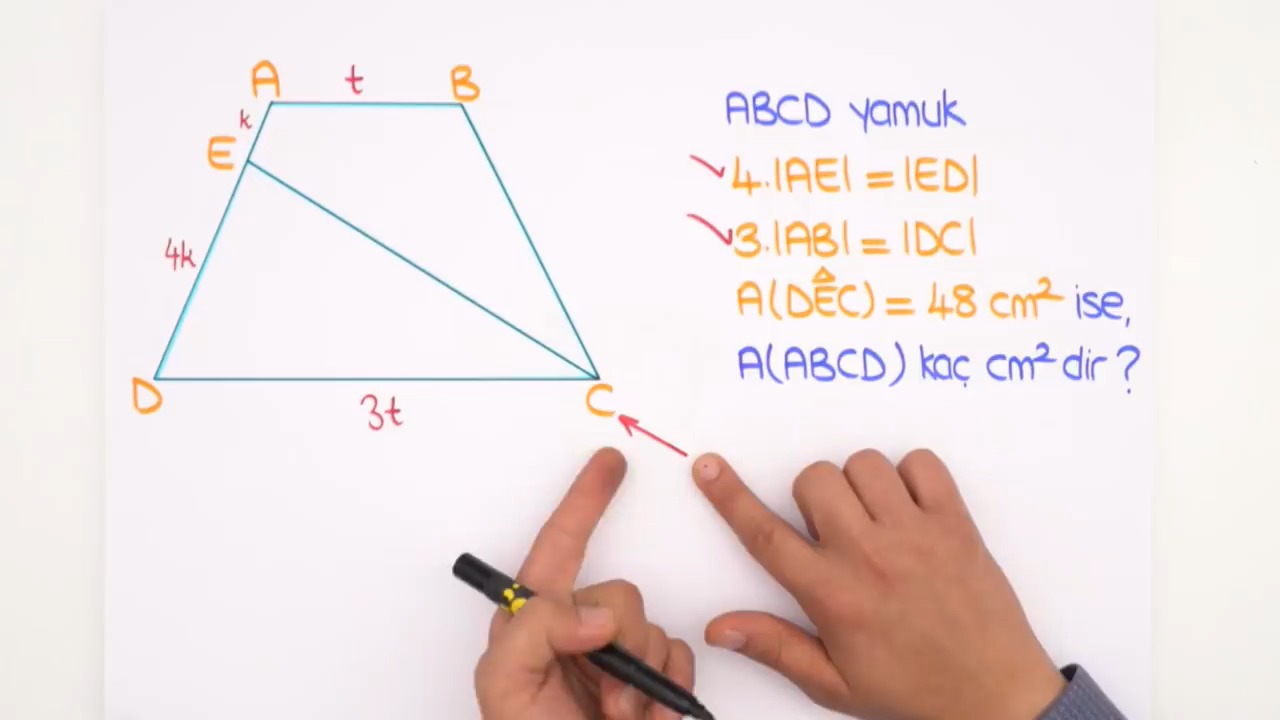 A t B
k
E
4k
D
3t
C
ABCD yamuk
4.|AE| = |ED|
3.|AB| = |DC|
A(DÊC) = 48 cm² ise,
A(ABCD) kaç cm² dir ?